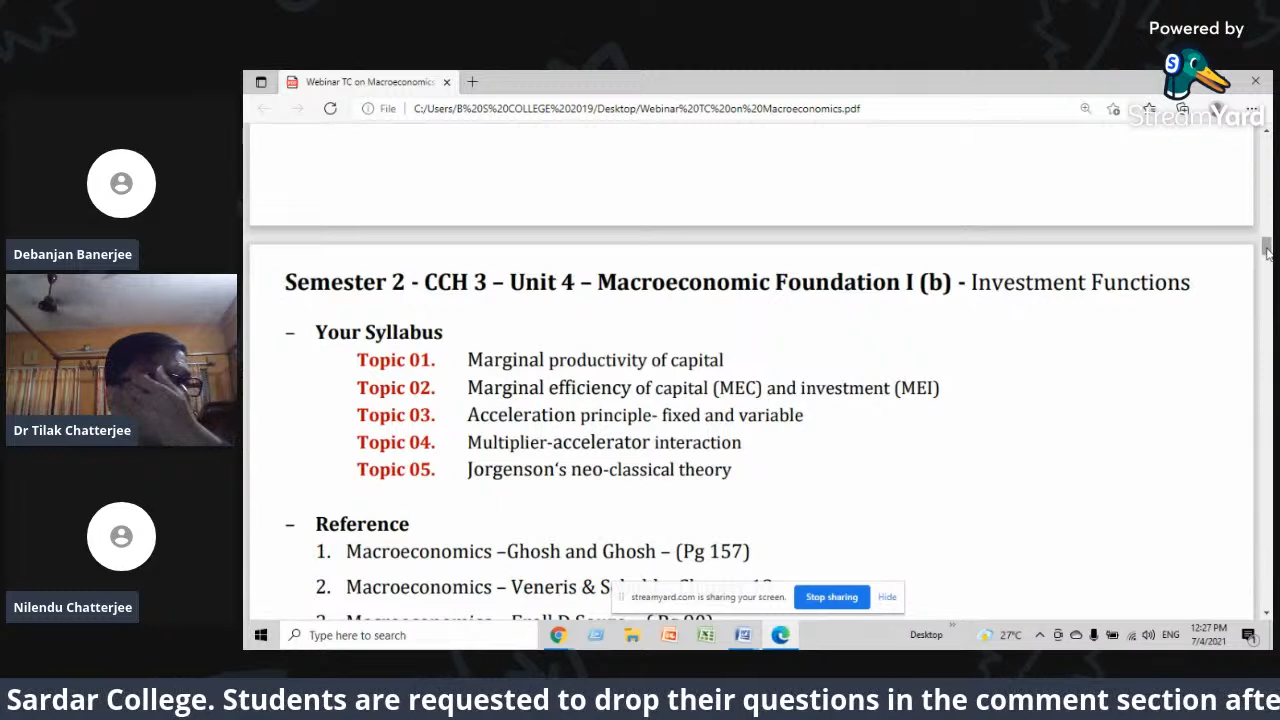 Powered by
S
StreamYard
Webinar TC on Macroeconomics
File
C:/Users/B%20S%20COLLEGE%202019/Desktop/Webinar%20TC%20on%20Macroeconomics.pdf
Semester 2 - CCH 3 – Unit 4 – Macroeconomic Foundation I (b) - Investment Functions
– Your Syllabus
Topic 01. Marginal productivity of capital
Topic 02. Marginal efficiency of capital (MEC) and investment (MEI)
Topic 03. Acceleration principle- fixed and variable
Topic 04. Multiplier-accelerator interaction
Topic 05. Jorgenson‘s neo-classical theory
– Reference
1. Macroeconomics –Ghosh and Ghosh – (Pg 157)
2. Macroeconomics – Veneris &
3. Macroeconomics –
streamyard.com is sharing your screen.
Stop sharing
Hide
Type here to search
Desktop
27°C
ENG
12:27 PM
7/4/2021
Debanjan Banerjee
Dr Tilak Chatterjee
Nilendu Chatterjee
Sardar College. Students are requested to drop their questions in the comment section afte